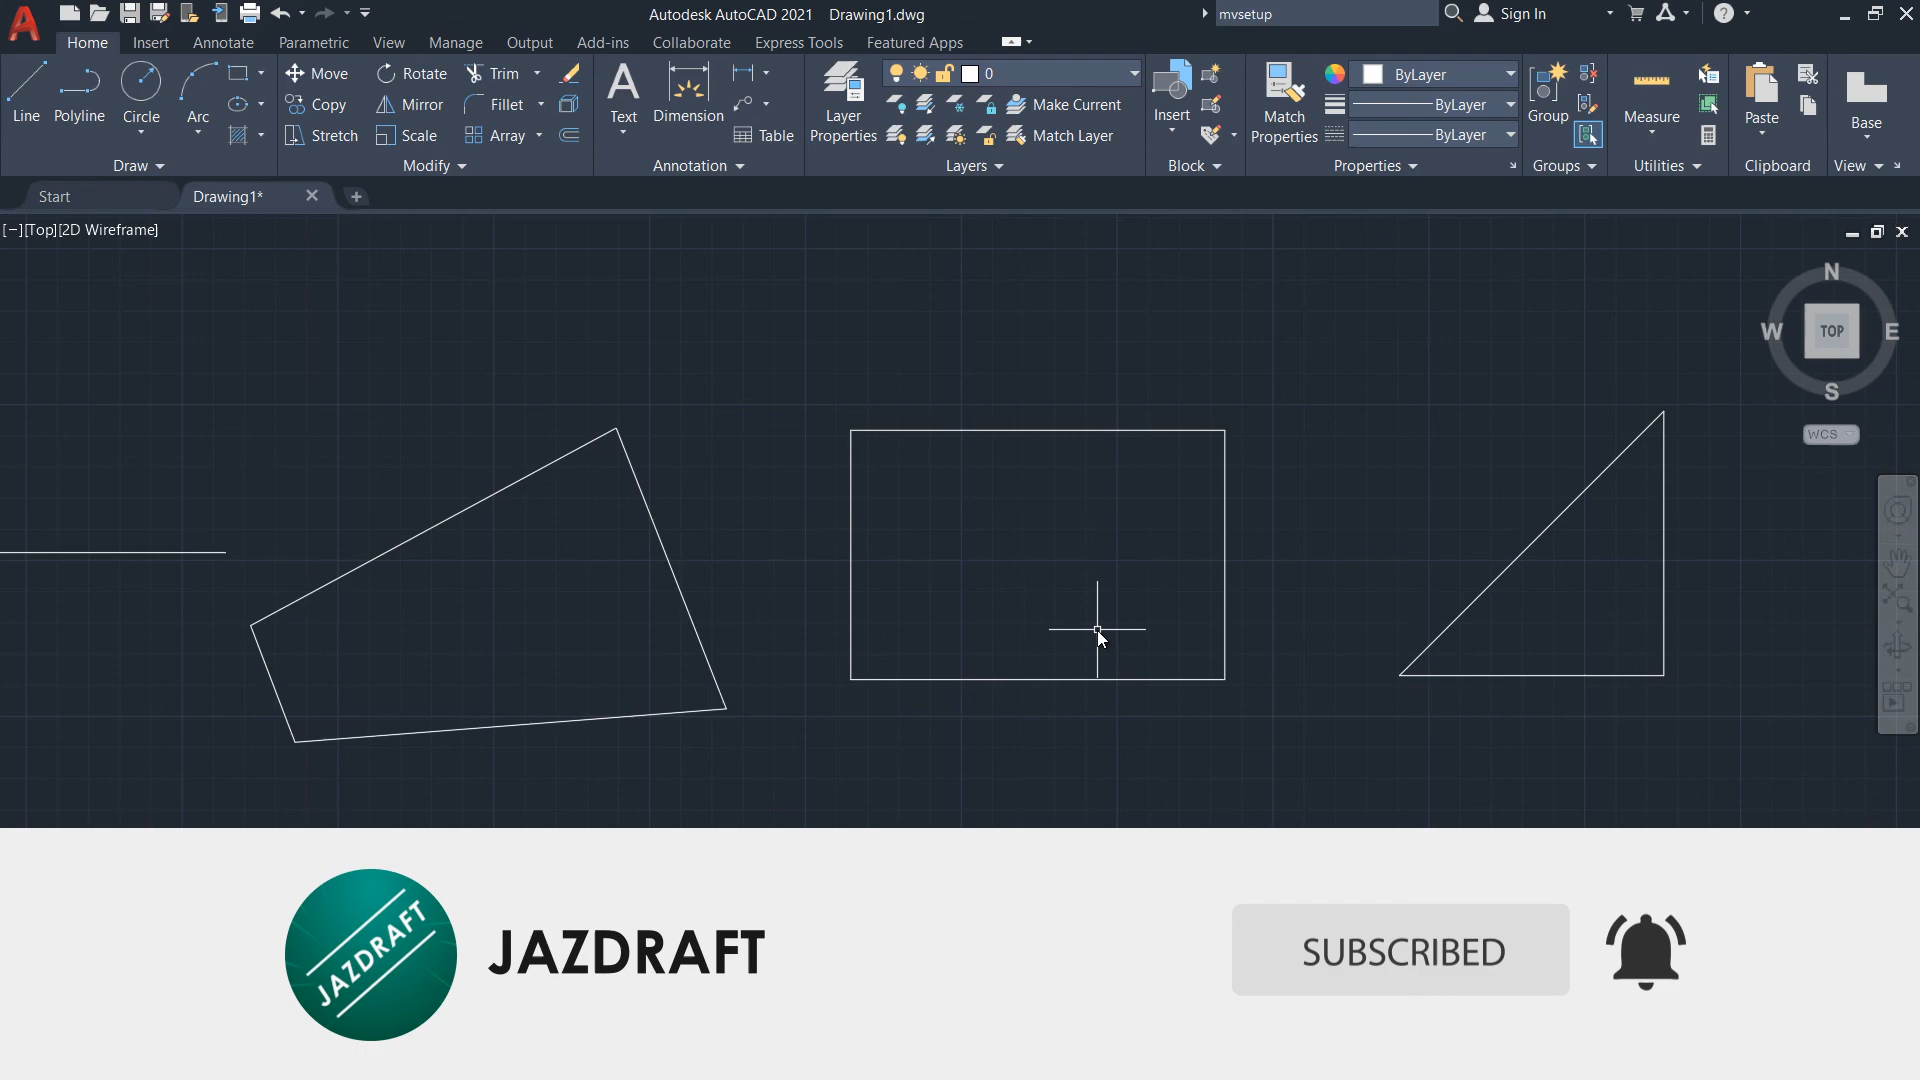 Autodesk AutoCAD 2021 Drawing1.dwg
mvsetup
Sign In
Home Insert Annotate Parametric View Manage Output Add-ins Collaborate Express Tools Featured Apps
Line Polyline Circle Arc
Draw
Move Rotate Trim
Copy Mirror Fillet
Stretch Scale Array
Modify
Text Dimension
Table
Annotation
Layer Properties
0
Make Current
Match Layer
Layers
Insert
Block
Match Properties
ByLayer
ByLayer
ByLayer
Properties
Group
Groups
Measure
Utilities
Paste
Clipboard
Base
View
Start
Drawing1*
[−][Top][2D Wireframe]
N
W TOP E
S
WCS
JAZDRAFT
JAZDRAFT
SUBSCRIBED